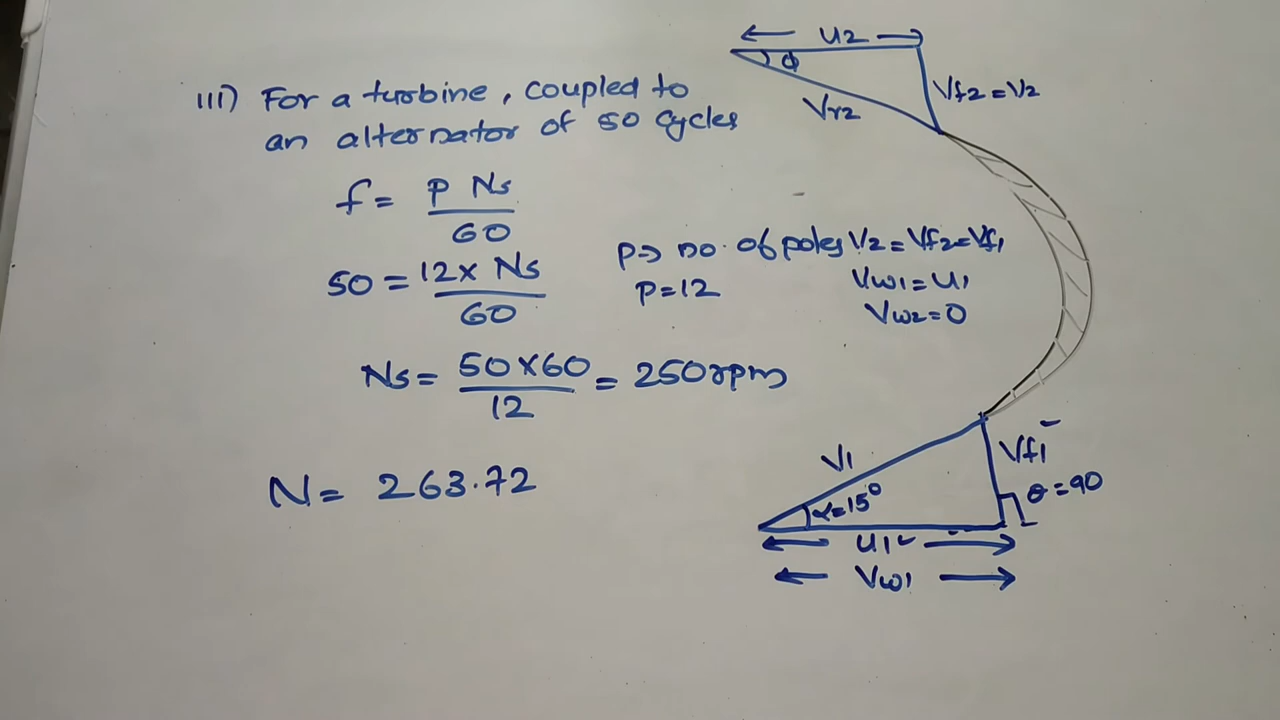 III) For a turbine, coupled to
an alternator of 50 cycles
f = P Ns / 60
50 = 12 x Ns / 60
P => no. of poles
P = 12
Ns = 50 X 60 / 12 = 250 rpm
N = 263.72
U2
ϕ
Vr2
Vf2 = V2
V2 = Vf2 = Vf1
Vw1 = U1
Vw2 = 0
V1
Vf1
α = 15°
θ = 90
U1
Vw1